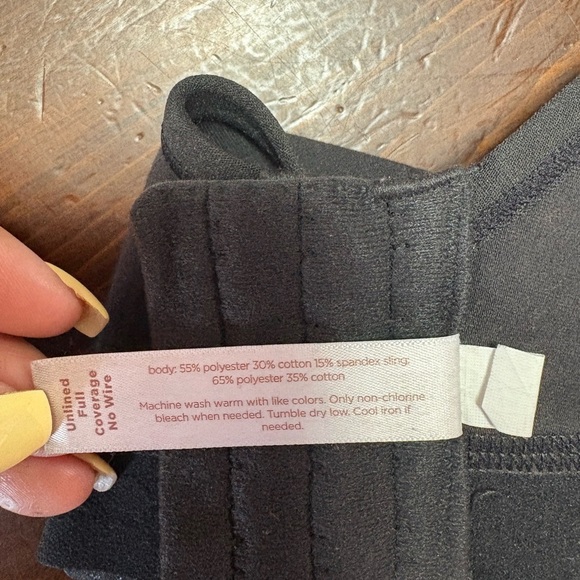 Unlined
Full
Coverage
No Wire
body: 55% polyester 30% cotton 15% spandex sling:
65% polyester 35% cotton
Machine wash warm with like colors. Only non-chlorine
bleach when needed. Tumble dry low. Cool iron if
needed.